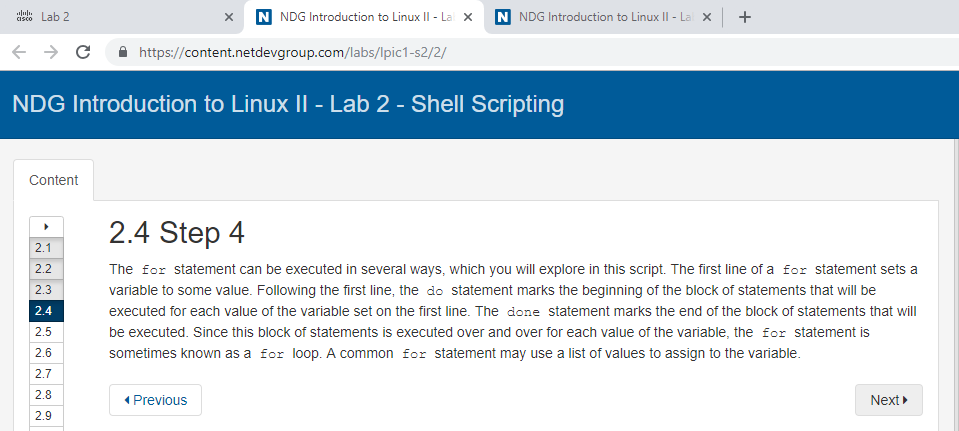 Lab 2
NDG Introduction to Linux II - La
NDG Introduction to Linux II - La
https://content.netdevgroup.com/labs/lpic1-s2/2/
NDG Introduction to Linux II - Lab 2 - Shell Scripting
Content
2.1
2.2
2.3
2.4
2.5
2.6
2.7
2.8
2.9
2.4 Step 4
The for statement can be executed in several ways, which you will explore in this script. The first line of a for statement sets a
variable to some value. Following the first line, the do statement marks the beginning of the block of statements that will be
executed for each value of the variable set on the first line. The done statement marks the end of the block of statements that will
be executed. Since this block of statements is executed over and over for each value of the variable, the for statement is
sometimes known as a for loop. A common for statement may use a list of values to assign to the variable.
Previous
Next